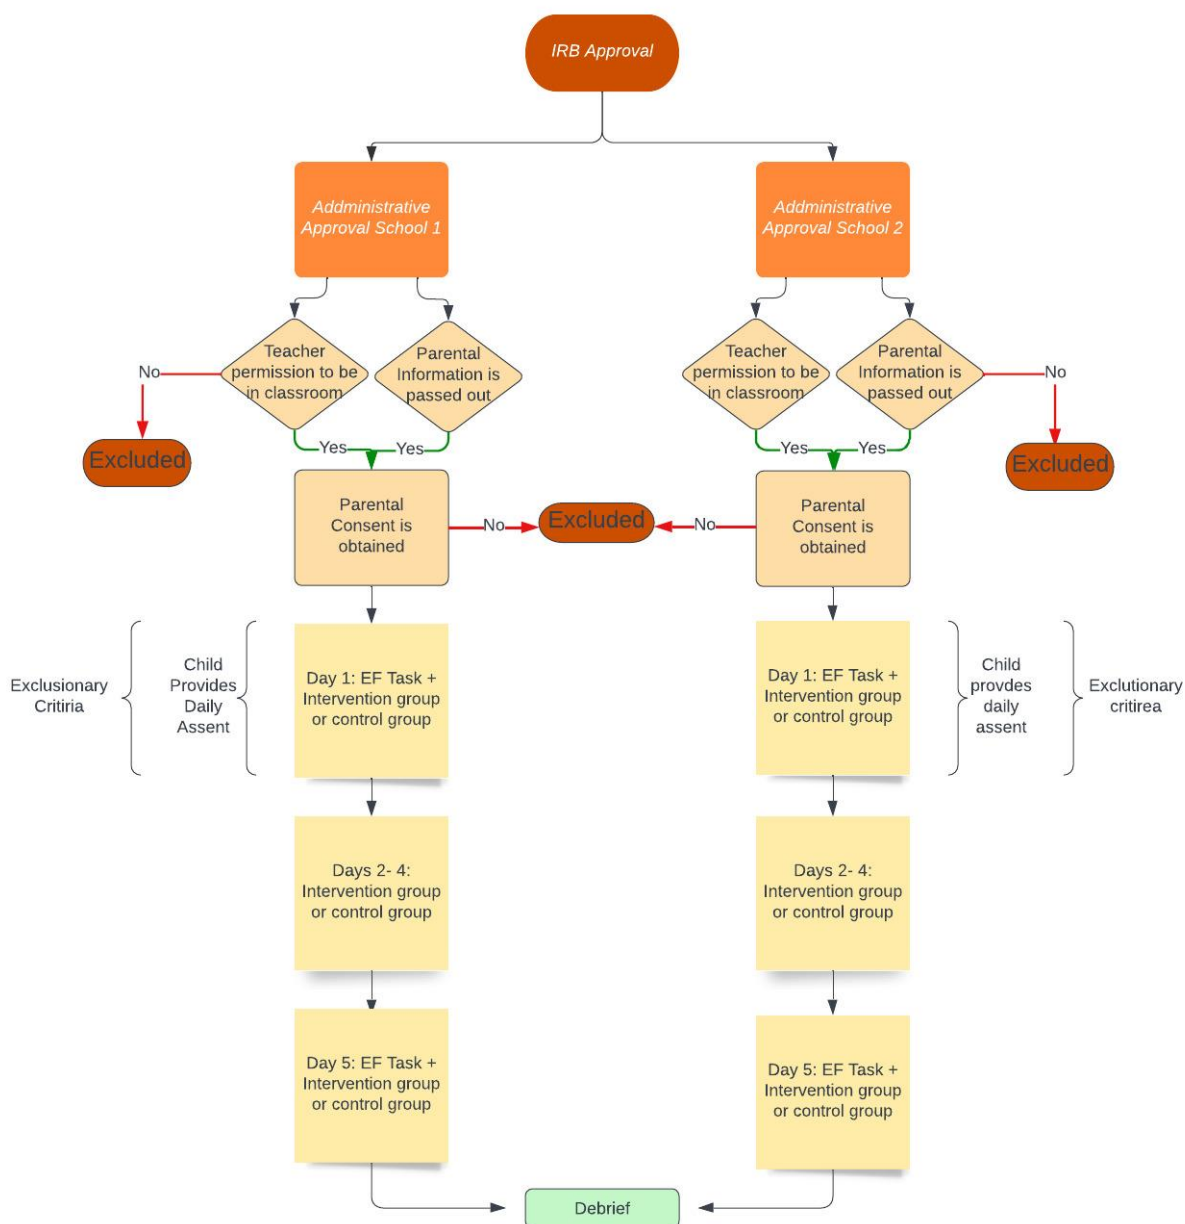 IRB Approval
Addministrative
Approval School 1
Addministrative
Approval School 2
Teacher
permission to be
in classroom
Parental
Information is
passed out
Teacher
permission to be
in classroom
Parental
Information is
passed out
No
No
Yes
Yes
Yes
Yes
Excluded
Excluded
Parental
Consent is
obtained
No
Excluded
No
Parental
Consent is
obtained
Exclusionary
Critiria
Child
Provides
Daily
Assent
Day 1: EF Task +
Intervention group
or control group
Day 1: EF Task +
Intervention group
or control group
Child
provdes
daily
assent
Exclutionary
critirea
Days 2- 4:
Intervention group
or control group
Days 2- 4:
Intervention group
or control group
Day 5: EF Task +
Intervention group
or control group
Day 5: EF Task +
Intervention group
or control group
Debrief